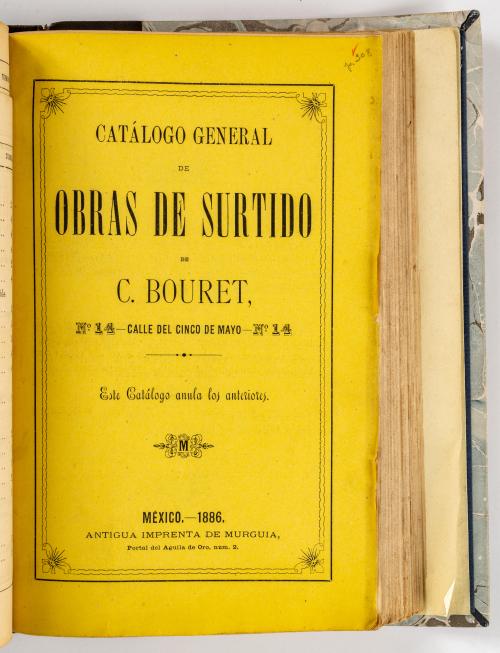 CATÁLOGO GENERAL
DE
OBRAS DE SURTIDO
DE
C. BOURET,
Nº 14—CALLE DEL CINCO DE MAYO—Nº 14
Este Catálogo anula los anteriores.
M
MÉXICO.—1886.
ANTIGUA IMPRENTA DE MURGUIA,
Portal del Aguila de Oro, num. 2.